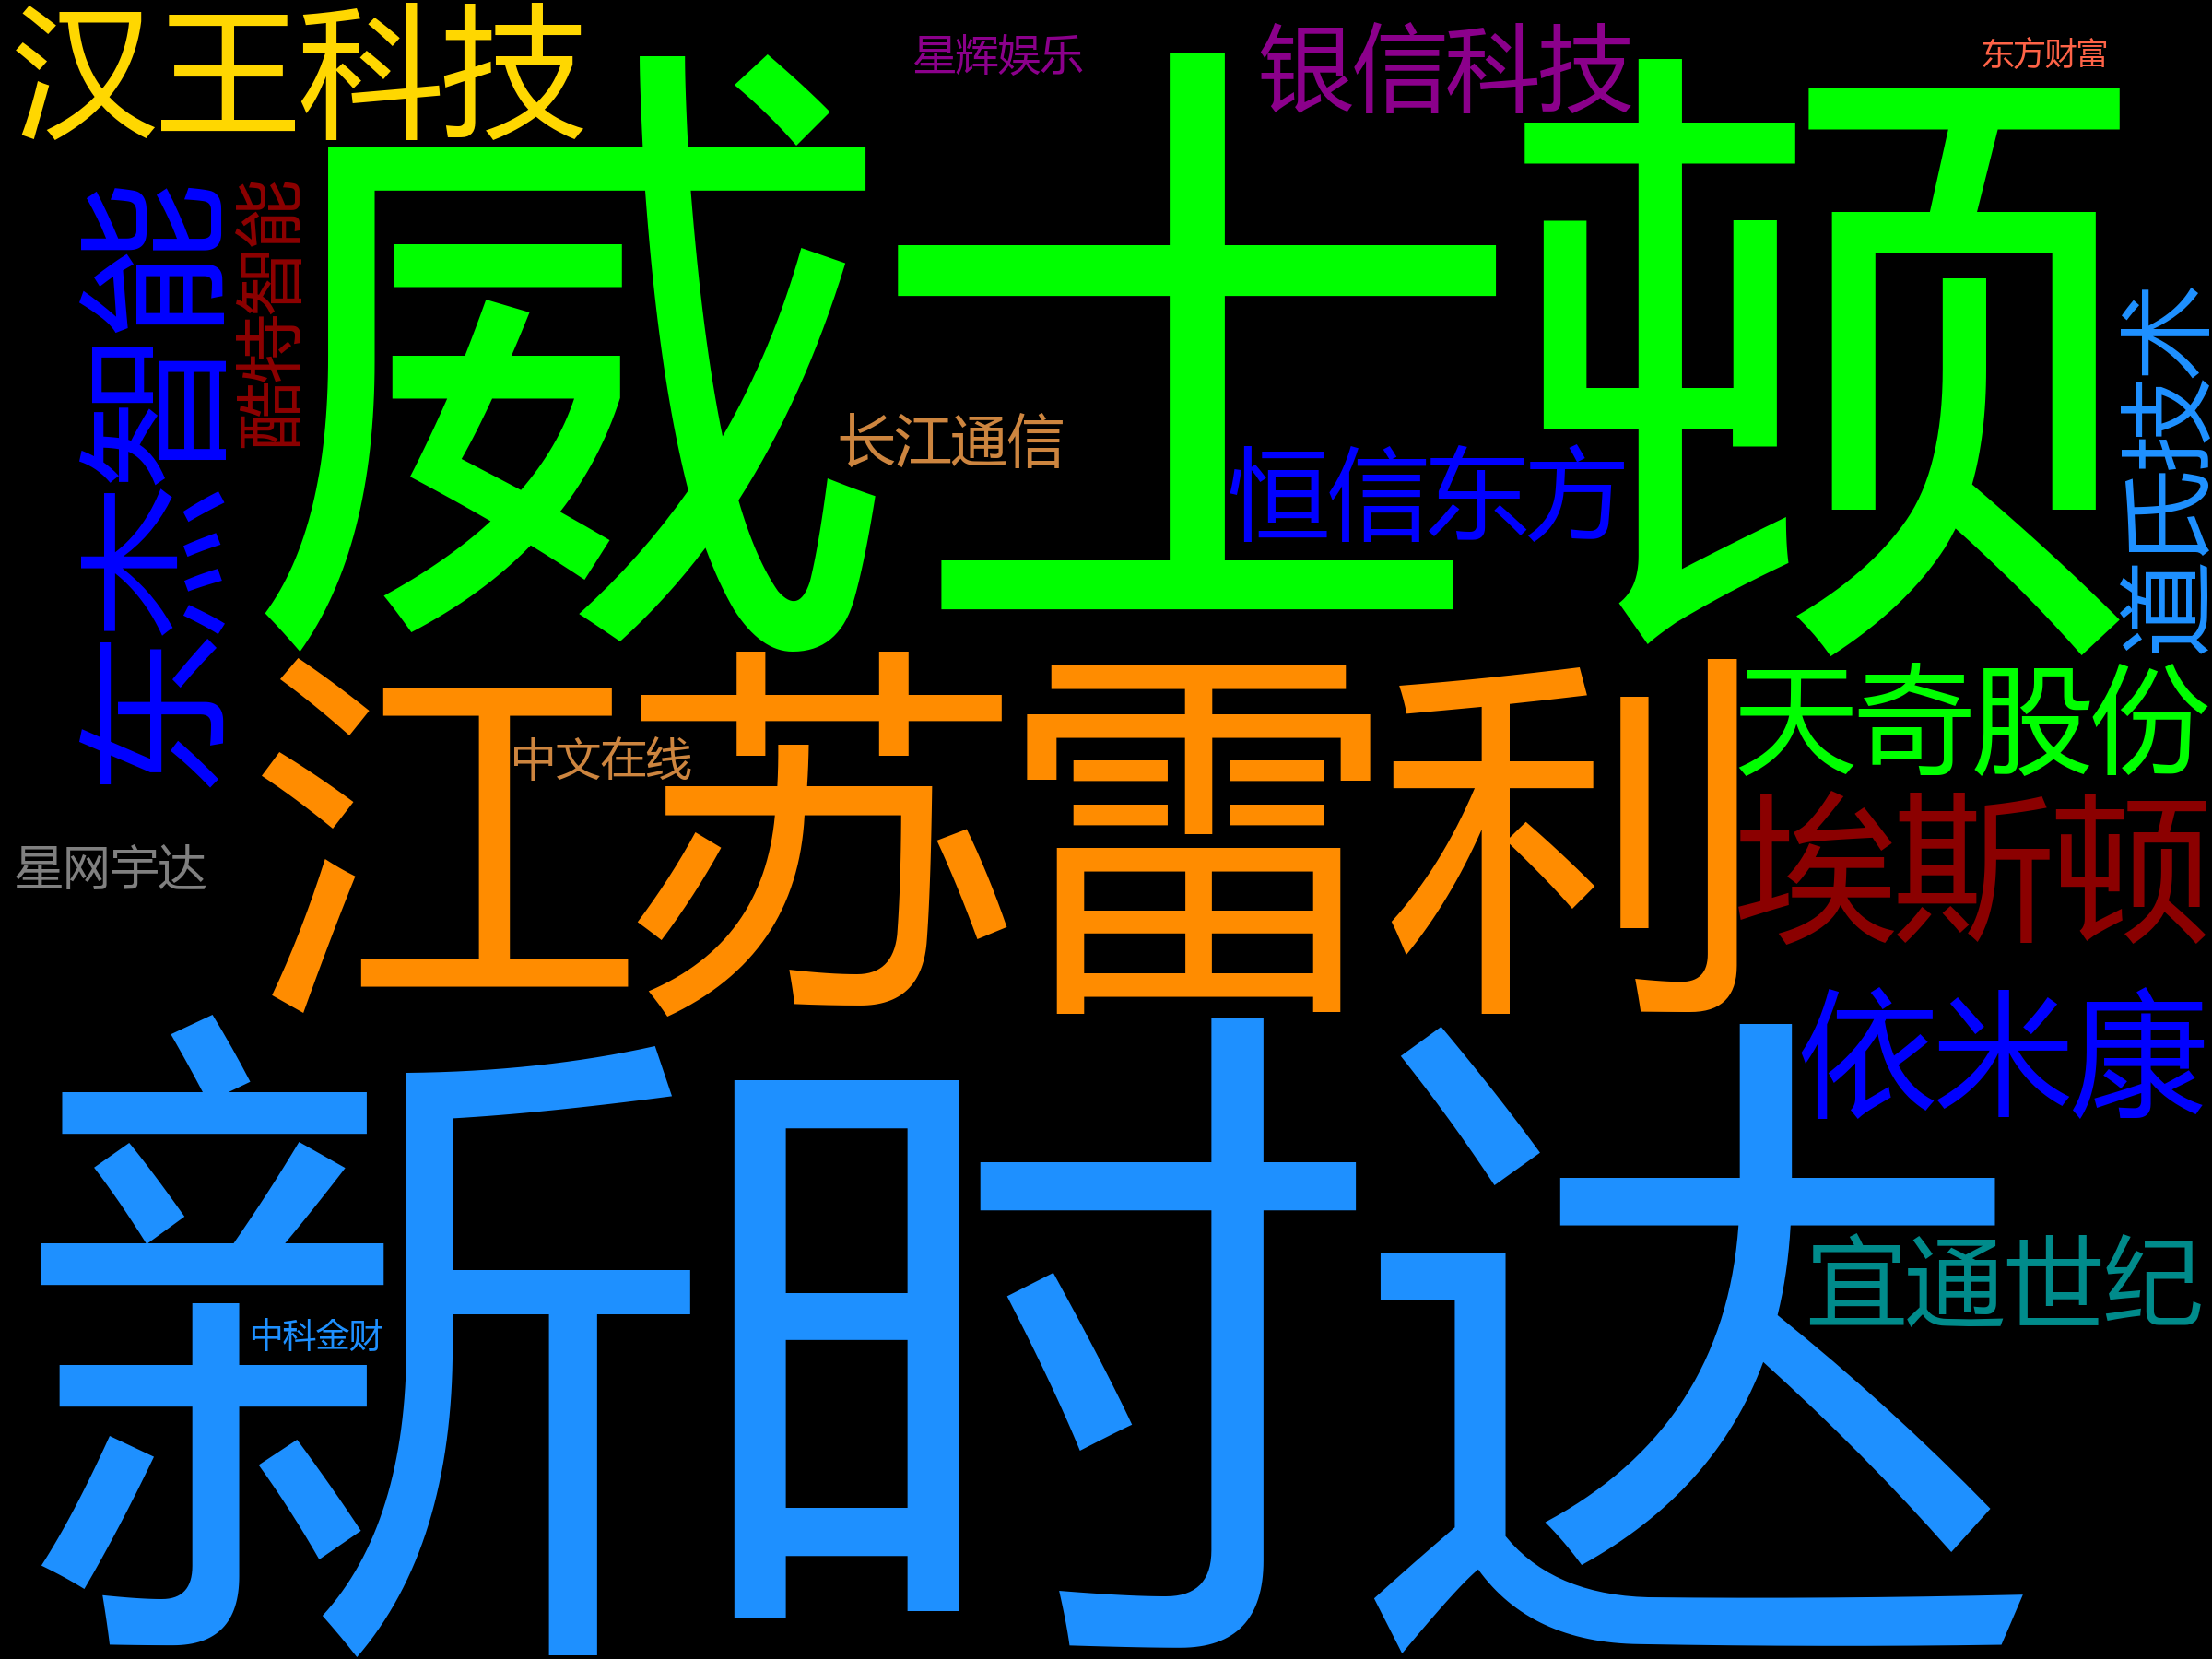 汉王科技
星辉娱乐
银信科技
东方财富
威士顿
东杰智能
酷特智能
长江通信
恒信东方
道氏技术
江苏雷利
天奇股份
中文在线
埃斯顿
星网宇达
依米康
新时达
宜通世纪
中科金财